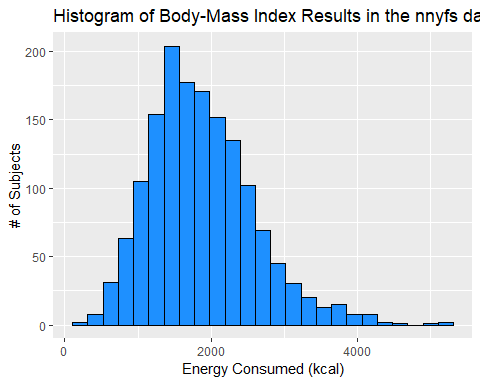 Histogram of Body-Mass Index Results in the nnyfs da
200
150
100
50
0
0 2000 4000
# of Subjects
Energy Consumed (kcal)